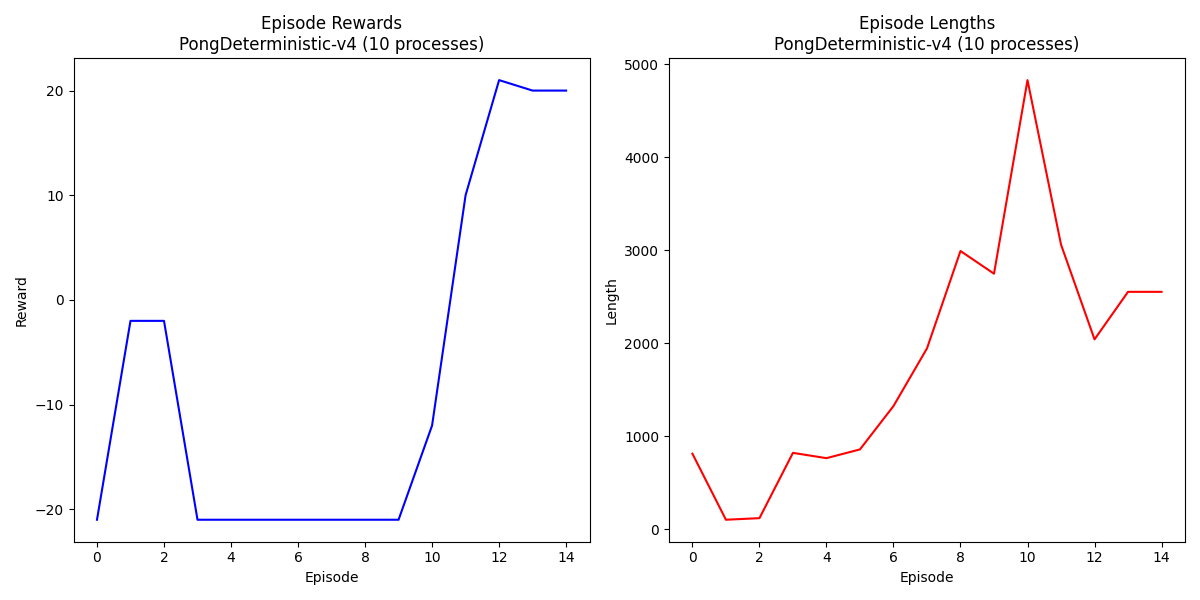 Episode Rewards
PongDeterministic-v4 (10 processes)
20
10
0
−10
−20
Reward
0 2 4 6 8 10 12 14
Episode
Episode Lengths
PongDeterministic-v4 (10 processes)
5000
4000
3000
2000
1000
0
Length
0 2 4 6 8 10 12 14
Episode